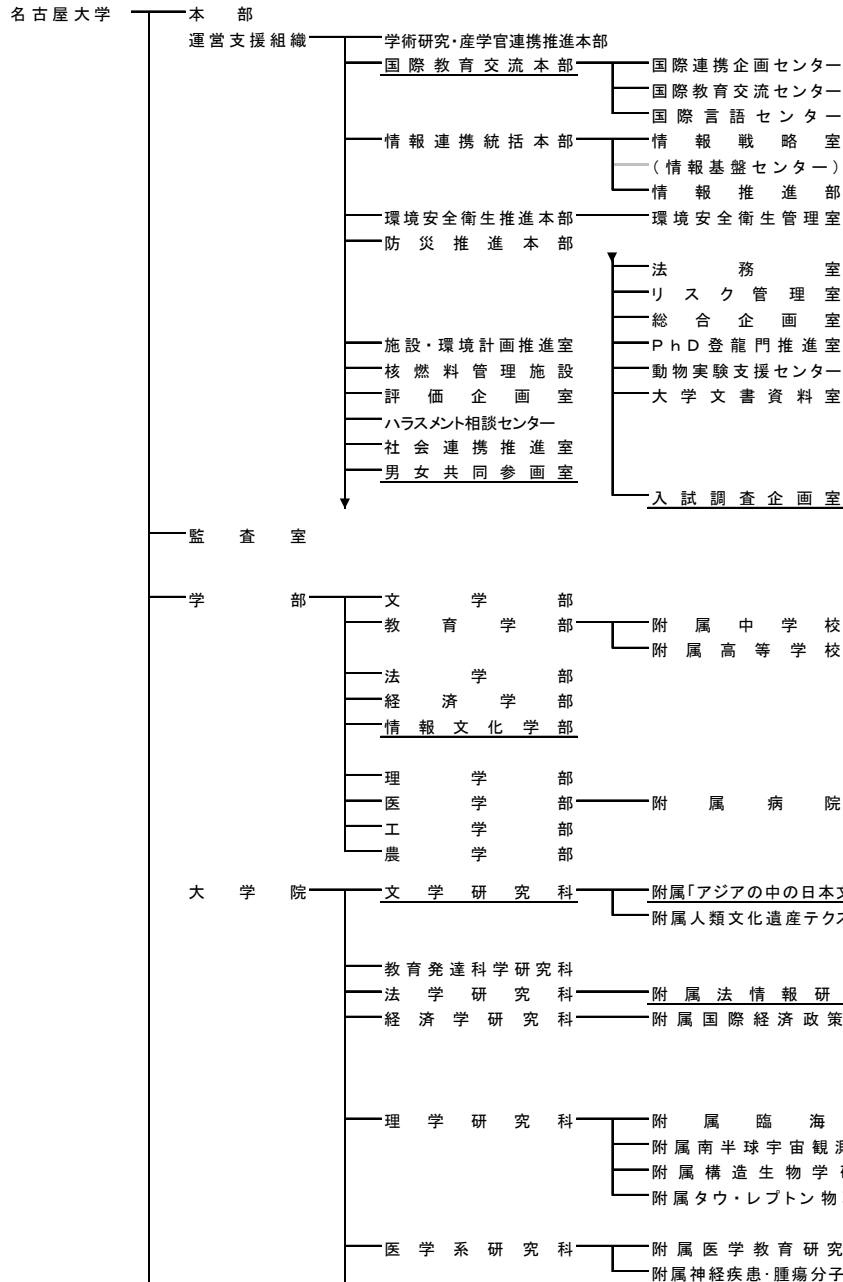 名古屋大学 本部
運営支援組織 学術研究・産学官連携推進本部
国際教育交流本部 国際連携企画センター
国際教育交流センター
国際言語センター
情報連携統括本部 情報戦略室
(情報基盤センター)
情報推進部
環境安全衛生推進本部 環境安全衛生管理室
防災推進本部
法務室
リスク管理室
総合企画室
施設・環境計画推進室 PhD登龍門推進室
核燃料管理施設 動物実験支援センター
評価企画室 大学文書資料室
ハラスメント相談センター
社会連携推進室
男女共同参画室
入試調査企画室
監査室
学部 文学部
教育学部 附属中学校
附属高等学校
法学部
経済学部
情報文化学部
理学部
医学部 附属病院
工学部
農学部
大学院 文学研究科 附属「アジアの中の日本文
附属人類文化遺産テクス
教育発達科学研究科
法学研究科 附属法情報研
経済学研究科 附属国際経済政策
理学研究科 附属臨海
附属南半球宇宙観測
附属構造生物学研
附属タウ・レプトン物
医学系研究科 附属医学教育研究
附属神経疾患・腫瘍分子